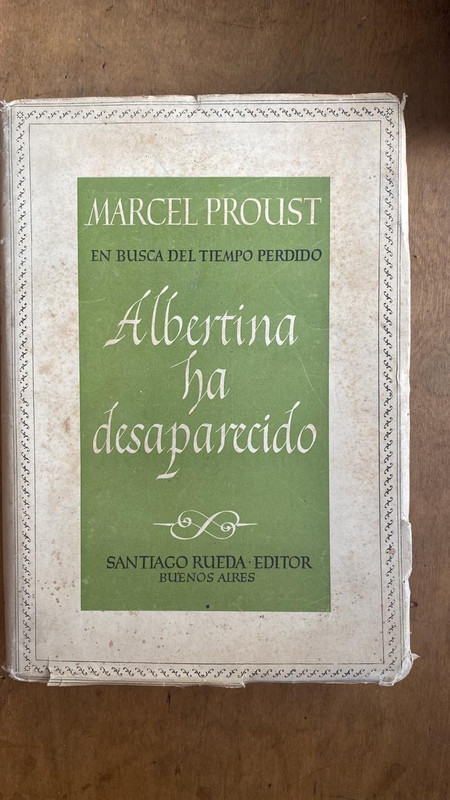 MARCEL PROUST
EN BUSCA DEL TIEMPO PERDIDO
Albertina
ha
desaparecido
SANTIAGO RUEDA · EDITOR
BUENOS AIRES